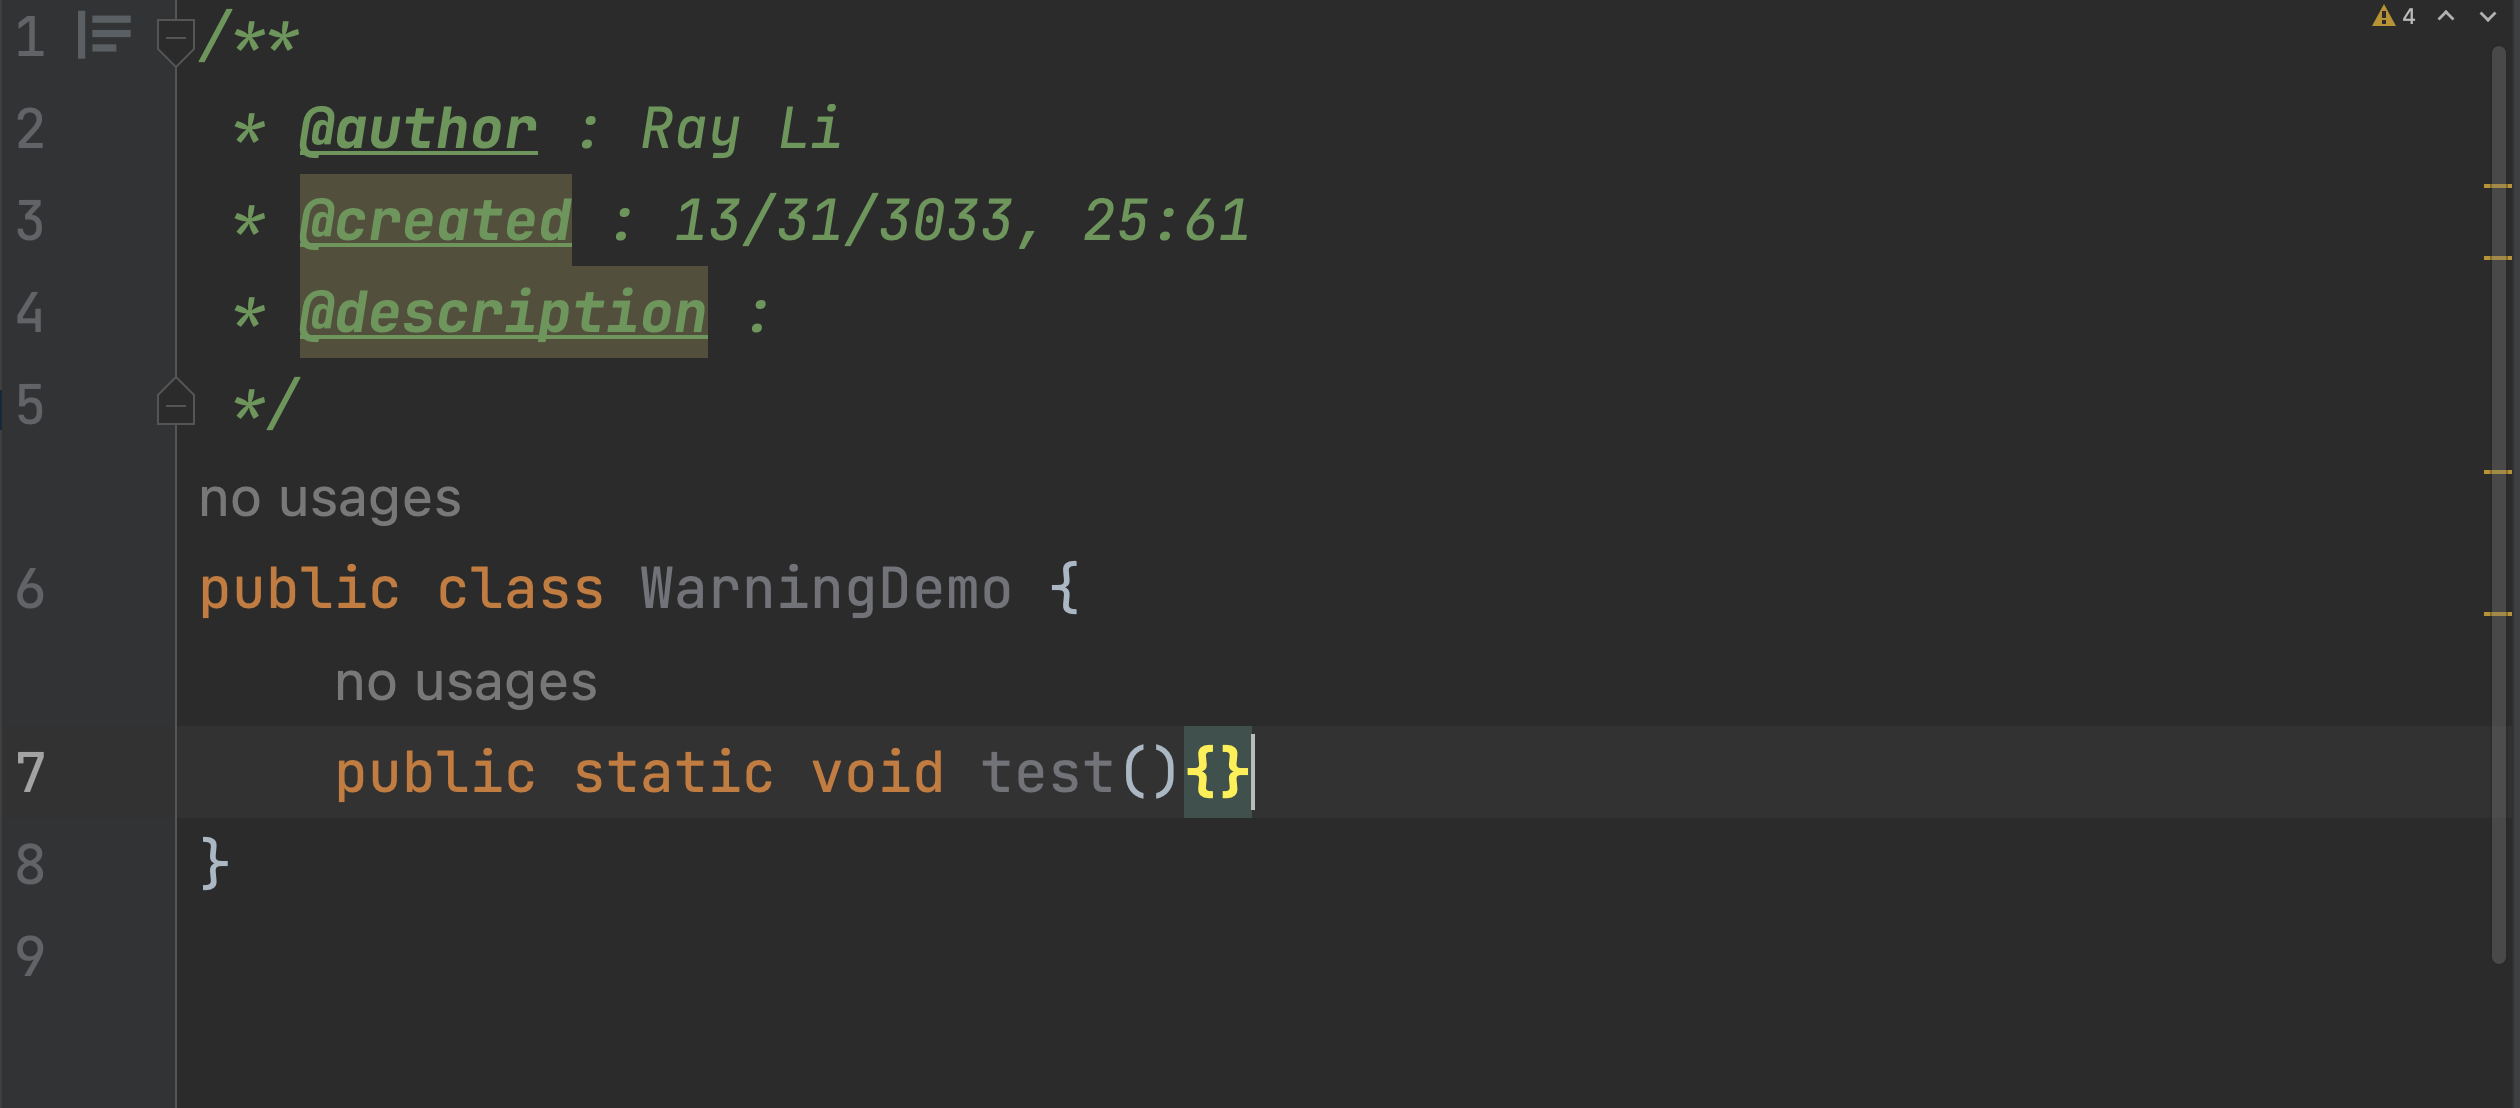 4
1 /**
2 * @author : Ray Li
3 * @created : 13/31/3033, 25:61
4 * @description :
5 */
no usages
6 public class WarningDemo {
no usages
7 public static void test(){}
8 }
9